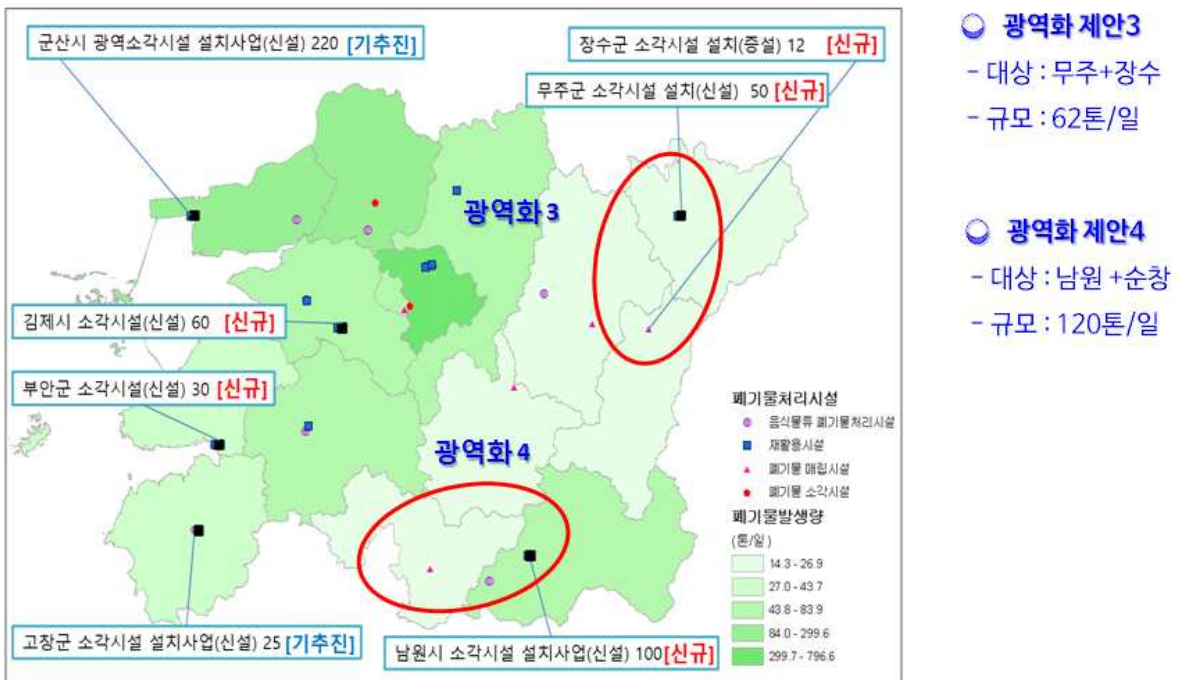 군산시 광역소각시설 설치사업(신설) 220 [기추진]
장수군 소각시설 설치(증설) 12 [신규]
무주군 소각시설 설치(신설) 50 [신규]
광역화 3
김제시 소각시설(신설) 60 [신규]
부안군 소각시설(신설) 30 [신규]
광역화 4
고창군 소각시설 설치사업(신설) 25 [기추진]
남원시 소각시설 설치사업(신설) 100 [신규]
폐기물처리시설
음식물류 폐기물처리시설
재활용시설
폐기물 매립시설
폐기물 소각시설
폐기물발생량
(톤/일)
14.3 - 26.9
27.0 - 43.7
43.8 - 83.9
84.0 - 299.6
299.7 - 796.6
광역화 제안3
- 대상 : 무주+장수
- 규모 : 62톤/일
광역화 제안4
- 대상 : 남원 +순창
- 규모 : 120톤/일